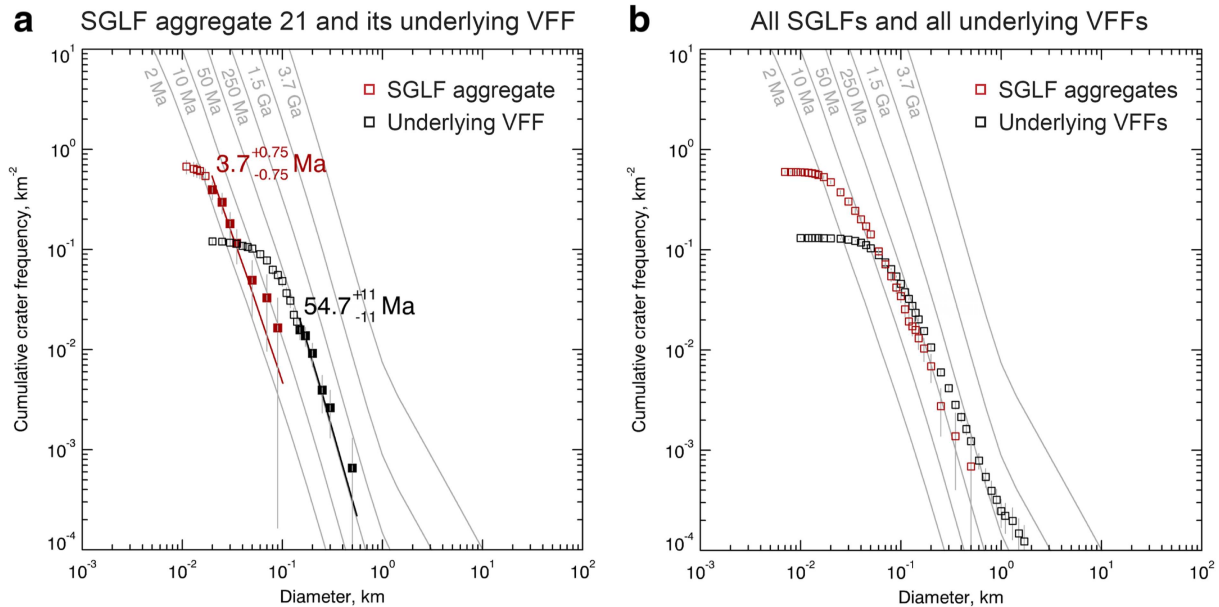 a SGLF aggregate 21 and its underlying VFF
10¹
10⁰
10⁻¹
10⁻²
10⁻³
10⁻⁴
Cumulative crater frequency, km⁻²
2 Ma
10 Ma
50 Ma
250 Ma
1.5 Ga
3.7 Ga
SGLF aggregate
Underlying VFF
3.7 +0.75 -0.75 Ma
54.7 +11 -11 Ma
10⁻³ 10⁻² 10⁻¹ 10⁰ 10¹ 10²
Diameter, km
b All SGLFs and all underlying VFFs
10¹
10⁰
10⁻¹
10⁻²
10⁻³
10⁻⁴
Cumulative crater frequency, km⁻²
2 Ma
10 Ma
50 Ma
250 Ma
1.5 Ga
3.7 Ga
SGLF aggregates
Underlying VFFs
10⁻³ 10⁻² 10⁻¹ 10⁰ 10¹ 10²
Diameter, km